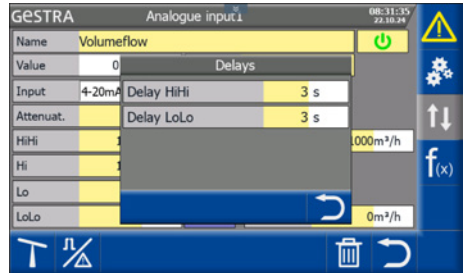 GESTRA Analogue input1 08:31:35
22.10.24
Name Volumeflow
Value 0 Delays
Input 4-20mA Delay HiHi 3 s
Attenuat. Delay LoLo 3 s
HiHi 1 1000m³/h
Hi 1
Lo
LoLo 0m³/h
f(x)